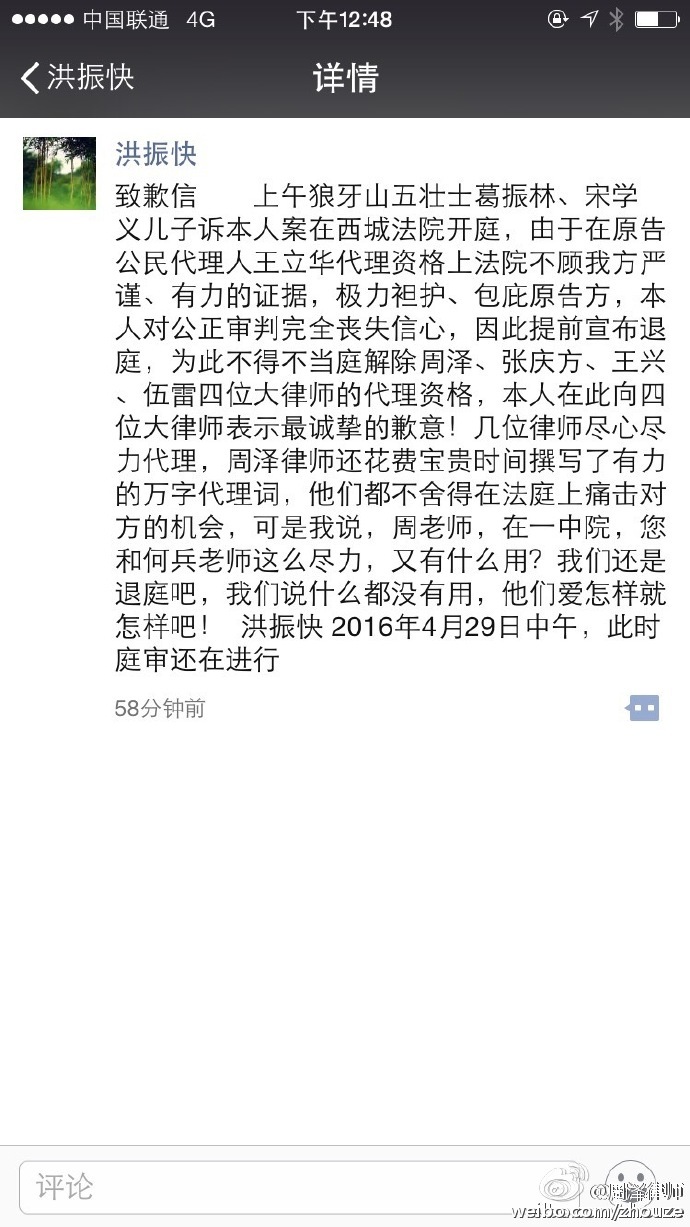 中国联通 4G 下午12:48
洪振快 详情
洪振快
致歉信 上午狼牙山五壮士葛振林、宋学
义儿子诉本人案在西城法院开庭，由于在原告
公民代理人王立华代理资格上法院不顾我方严
谨、有力的证据，极力袒护、包庇原告方，本
人对公正审判完全丧失信心，因此提前宣布退
庭，为此不得不当庭解除周泽、张庆方、王兴
、伍雷四位大律师的代理资格，本人在此向四
位大律师表示最诚挚的歉意！几位律师尽心尽
力代理，周泽律师还花费宝贵时间撰写了有力
的万字代理词，他们都不舍得在法庭上痛击对
方的机会，可是我说，周老师，在一中院，您
和何兵老师这么尽力，又有什么用？我们还是
退庭吧，我们说什么都没有用，他们爱怎样就
怎样吧！ 洪振快 2016年4月29日中午，此时
庭审还在进行
58分钟前
评论
@周泽律师
weibo.com/zhouze